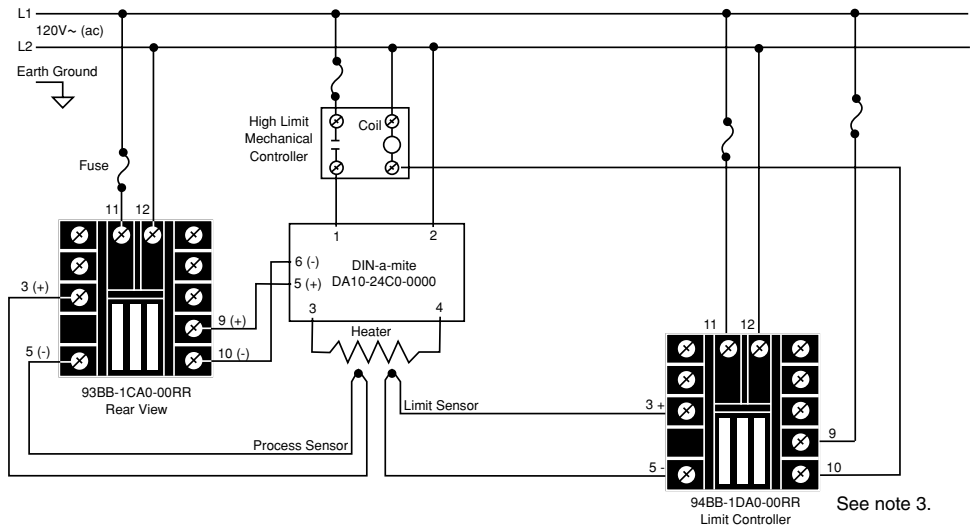 L1
120V~ (ac)
L2
Earth Ground
High Limit
Mechanical
Controller
Coil
Fuse
11 12
1 2
DIN-a-mite
DA10-24C0-0000
6 (-)
5 (+)
3 (+)
3 4
Heater
9 (+)
5 (-)
10 (-)
11 12
93BB-1CA0-00RR
Rear View
Limit Sensor
3 +
Process Sensor
9
5 -
10
94BB-1DA0-00RR
Limit Controller
See note 3.